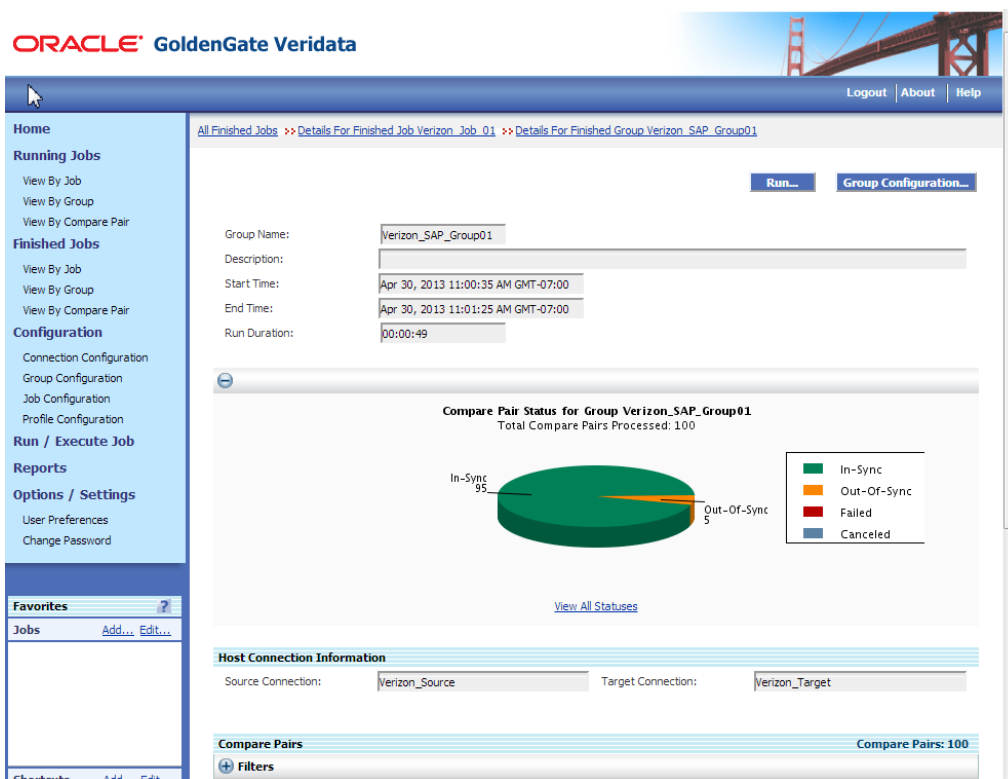 ORACLE GoldenGate Veridata
Logout About Help
Home
Running Jobs
View By Job
View By Group
View By Compare Pair
Finished Jobs
View By Job
View By Group
View By Compare Pair
Configuration
Connection Configuration
Group Configuration
Job Configuration
Profile Configuration
Run / Execute Job
Reports
Options / Settings
User Preferences
Change Password
Favorites ?
Jobs Add... Edit...
Shortcuts Add... Edit...
All Finished Jobs >> Details For Finished Job Verizon_Job_01 >> Details For Finished Group Verizon_SAP_Group01
Run... Group Configuration...
Group Name: Verizon_SAP_Group01
Description:
Start Time: Apr 30, 2013 11:00:35 AM GMT-07:00
End Time: Apr 30, 2013 11:01:25 AM GMT-07:00
Run Duration: 00:00:49
Compare Pair Status for Group Verizon_SAP_Group01
Total Compare Pairs Processed: 100
In-Sync
95
Out-Of-Sync
5
In-Sync
Out-Of-Sync
Failed
Canceled
View All Statuses
Host Connection Information
Source Connection: Verizon_Source Target Connection: Verizon_Target
Compare Pairs Compare Pairs: 100
Filters